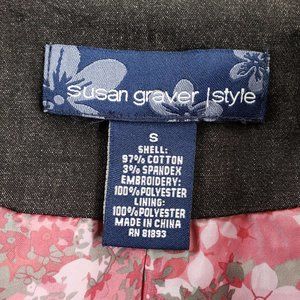 susan graver | style
S
SHELL:
97% COTTON
3% SPANDEX
EMBROIDERY:
100% POLYESTER
LINING:
100% POLYESTER
MADE IN CHINA
RN 81893